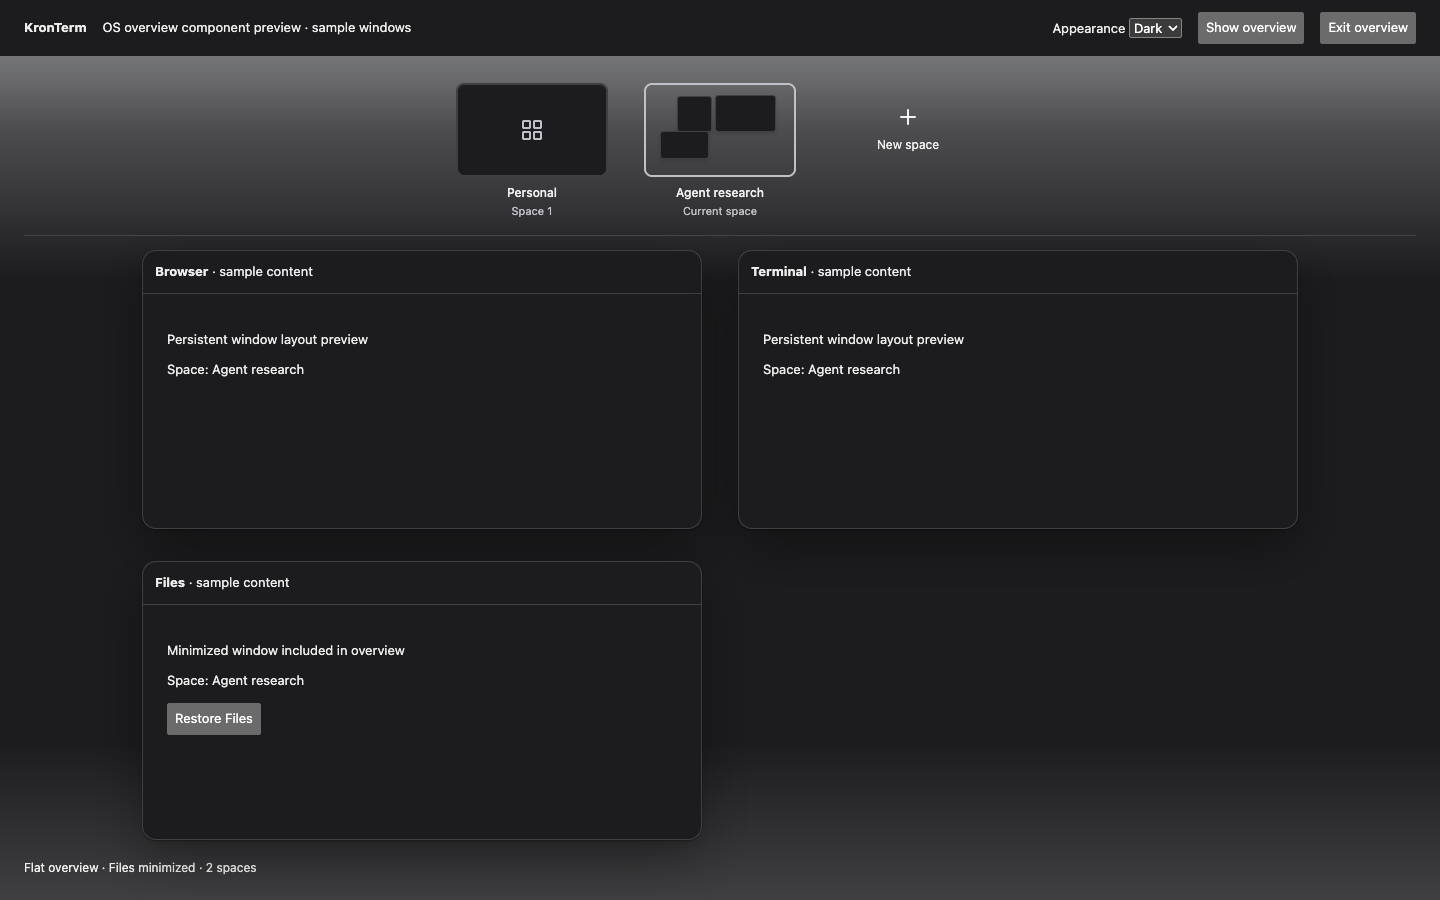 KronTerm OS overview component preview · sample windows Appearance Dark Show overview Exit overview
Personal
Space 1
Agent research
Current space
New space
Browser · sample content
Persistent window layout preview
Space: Agent research
Terminal · sample content
Persistent window layout preview
Space: Agent research
Files · sample content
Minimized window included in overview
Space: Agent research
Restore Files
Flat overview · Files minimized · 2 spaces